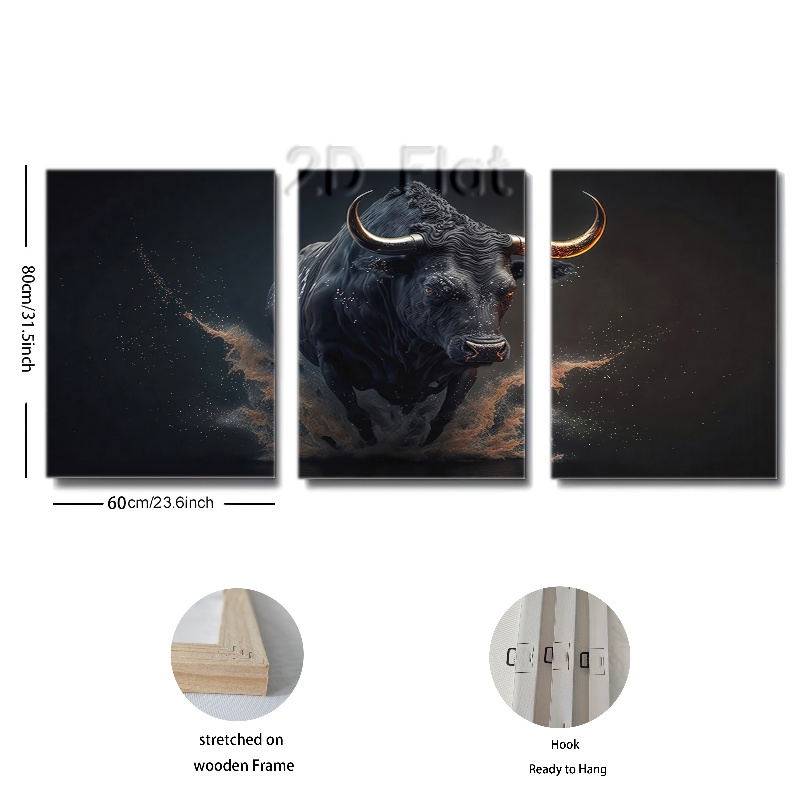 2D Flat
80cm/31.5inch
60cm/23.6inch
stretched on
wooden Frame
Hook
Ready to Hang